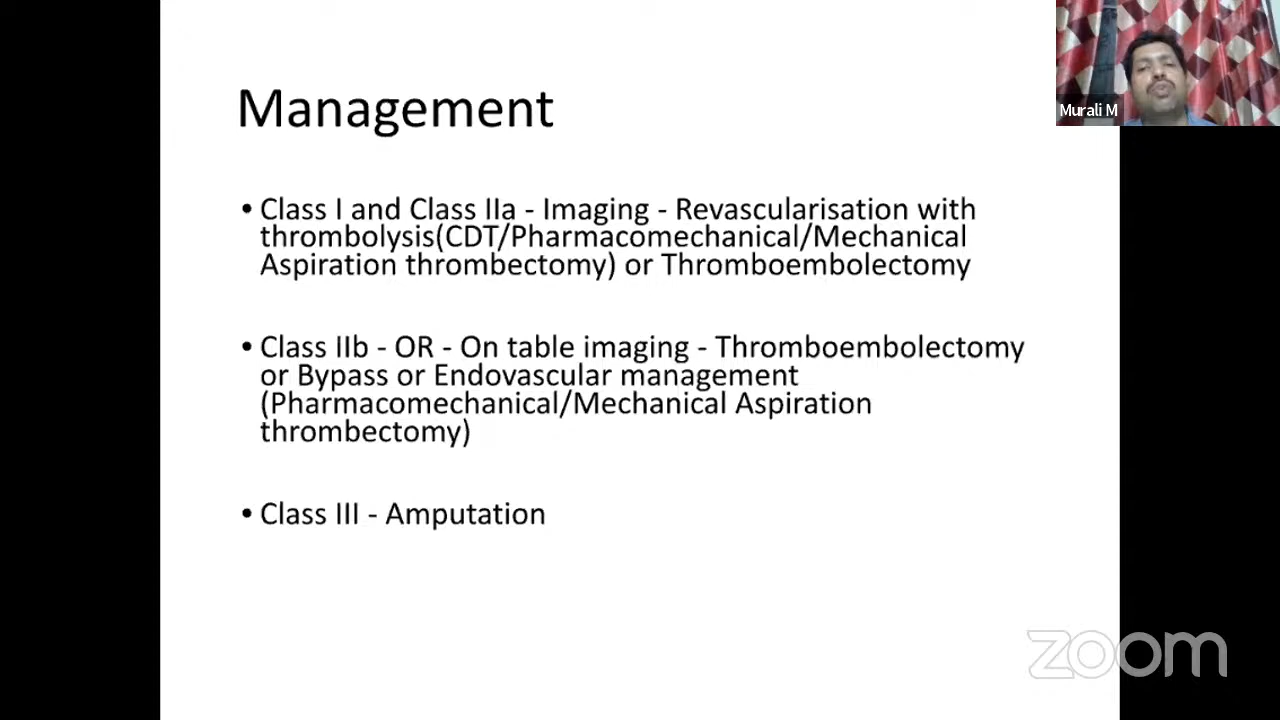 Management
• Class I and Class IIa - Imaging - Revascularisation with
thrombolysis(CDT/Pharmacomechanical/Mechanical
Aspiration thrombectomy) or Thromboembolectomy
• Class IIb - OR - On table imaging - Thromboembolectomy
or Bypass or Endovascular management
(Pharmacomechanical/Mechanical Aspiration
thrombectomy)
• Class III - Amputation
Murali M
zoom